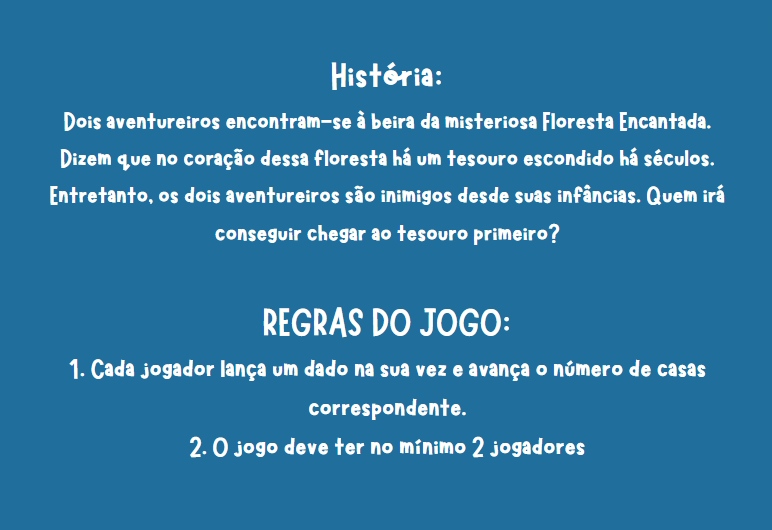 História:
Dois aventureiros encontram-se à beira da misteriosa Floresta Encantada.
Dizem que no coração dessa floresta há um tesouro escondido há séculos.
Entretanto, os dois aventureiros são inimigos desde suas infâncias. Quem irá
conseguir chegar ao tesouro primeiro?
REGRAS DO JOGO:
1. Cada jogador lança um dado na sua vez e avança o número de casas
correspondente.
2. O jogo deve ter no mínimo 2 jogadores